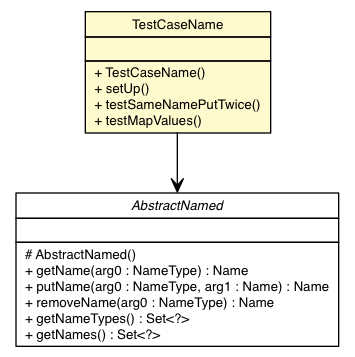 TestCaseName
+ TestCaseName()
+ setUp()
+ testSameNamePutTwice()
+ testMapValues()
AbstractNamed
# AbstractNamed()
+ getName(arg0 : NameType) : Name
+ putName(arg0 : NameType, arg1 : Name) : Name
+ removeName(arg0 : NameType) : Name
+ getNameTypes() : Set<?>
+ getNames() : Set<?>